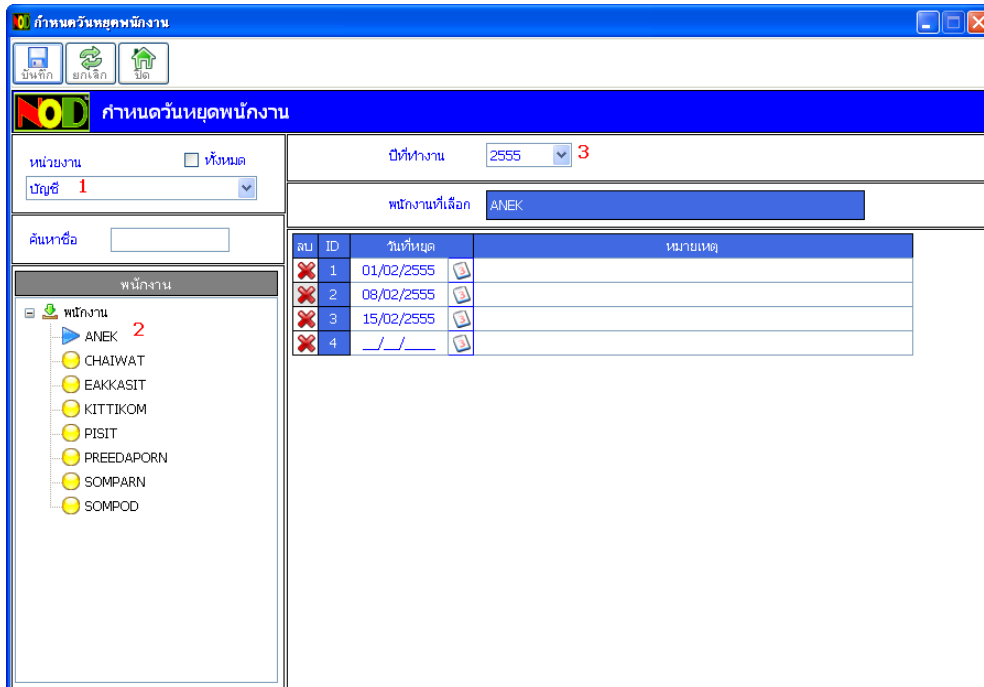 กำหนดวันหยุดพนักงาน
บันทึก ยกเลิก ปิด
NOD กำหนดวันหยุดพนักงาน
หน่วยงาน ทั้งหมด
บัญชี 1
ค้นหาชื่อ
พนักงาน
พนักงาน
ANEK 2
CHAIWAT
EAKKASIT
KITTIKOM
PISIT
PREEDAPORN
SOMPARN
SOMPOD
ปีที่ทำงาน 2555 3
พนักงานที่เลือก ANEK
ลบ ID วันที่หยุด หมายเหตุ
1 01/02/2555
2 08/02/2555
3 15/02/2555
4 __/__/____